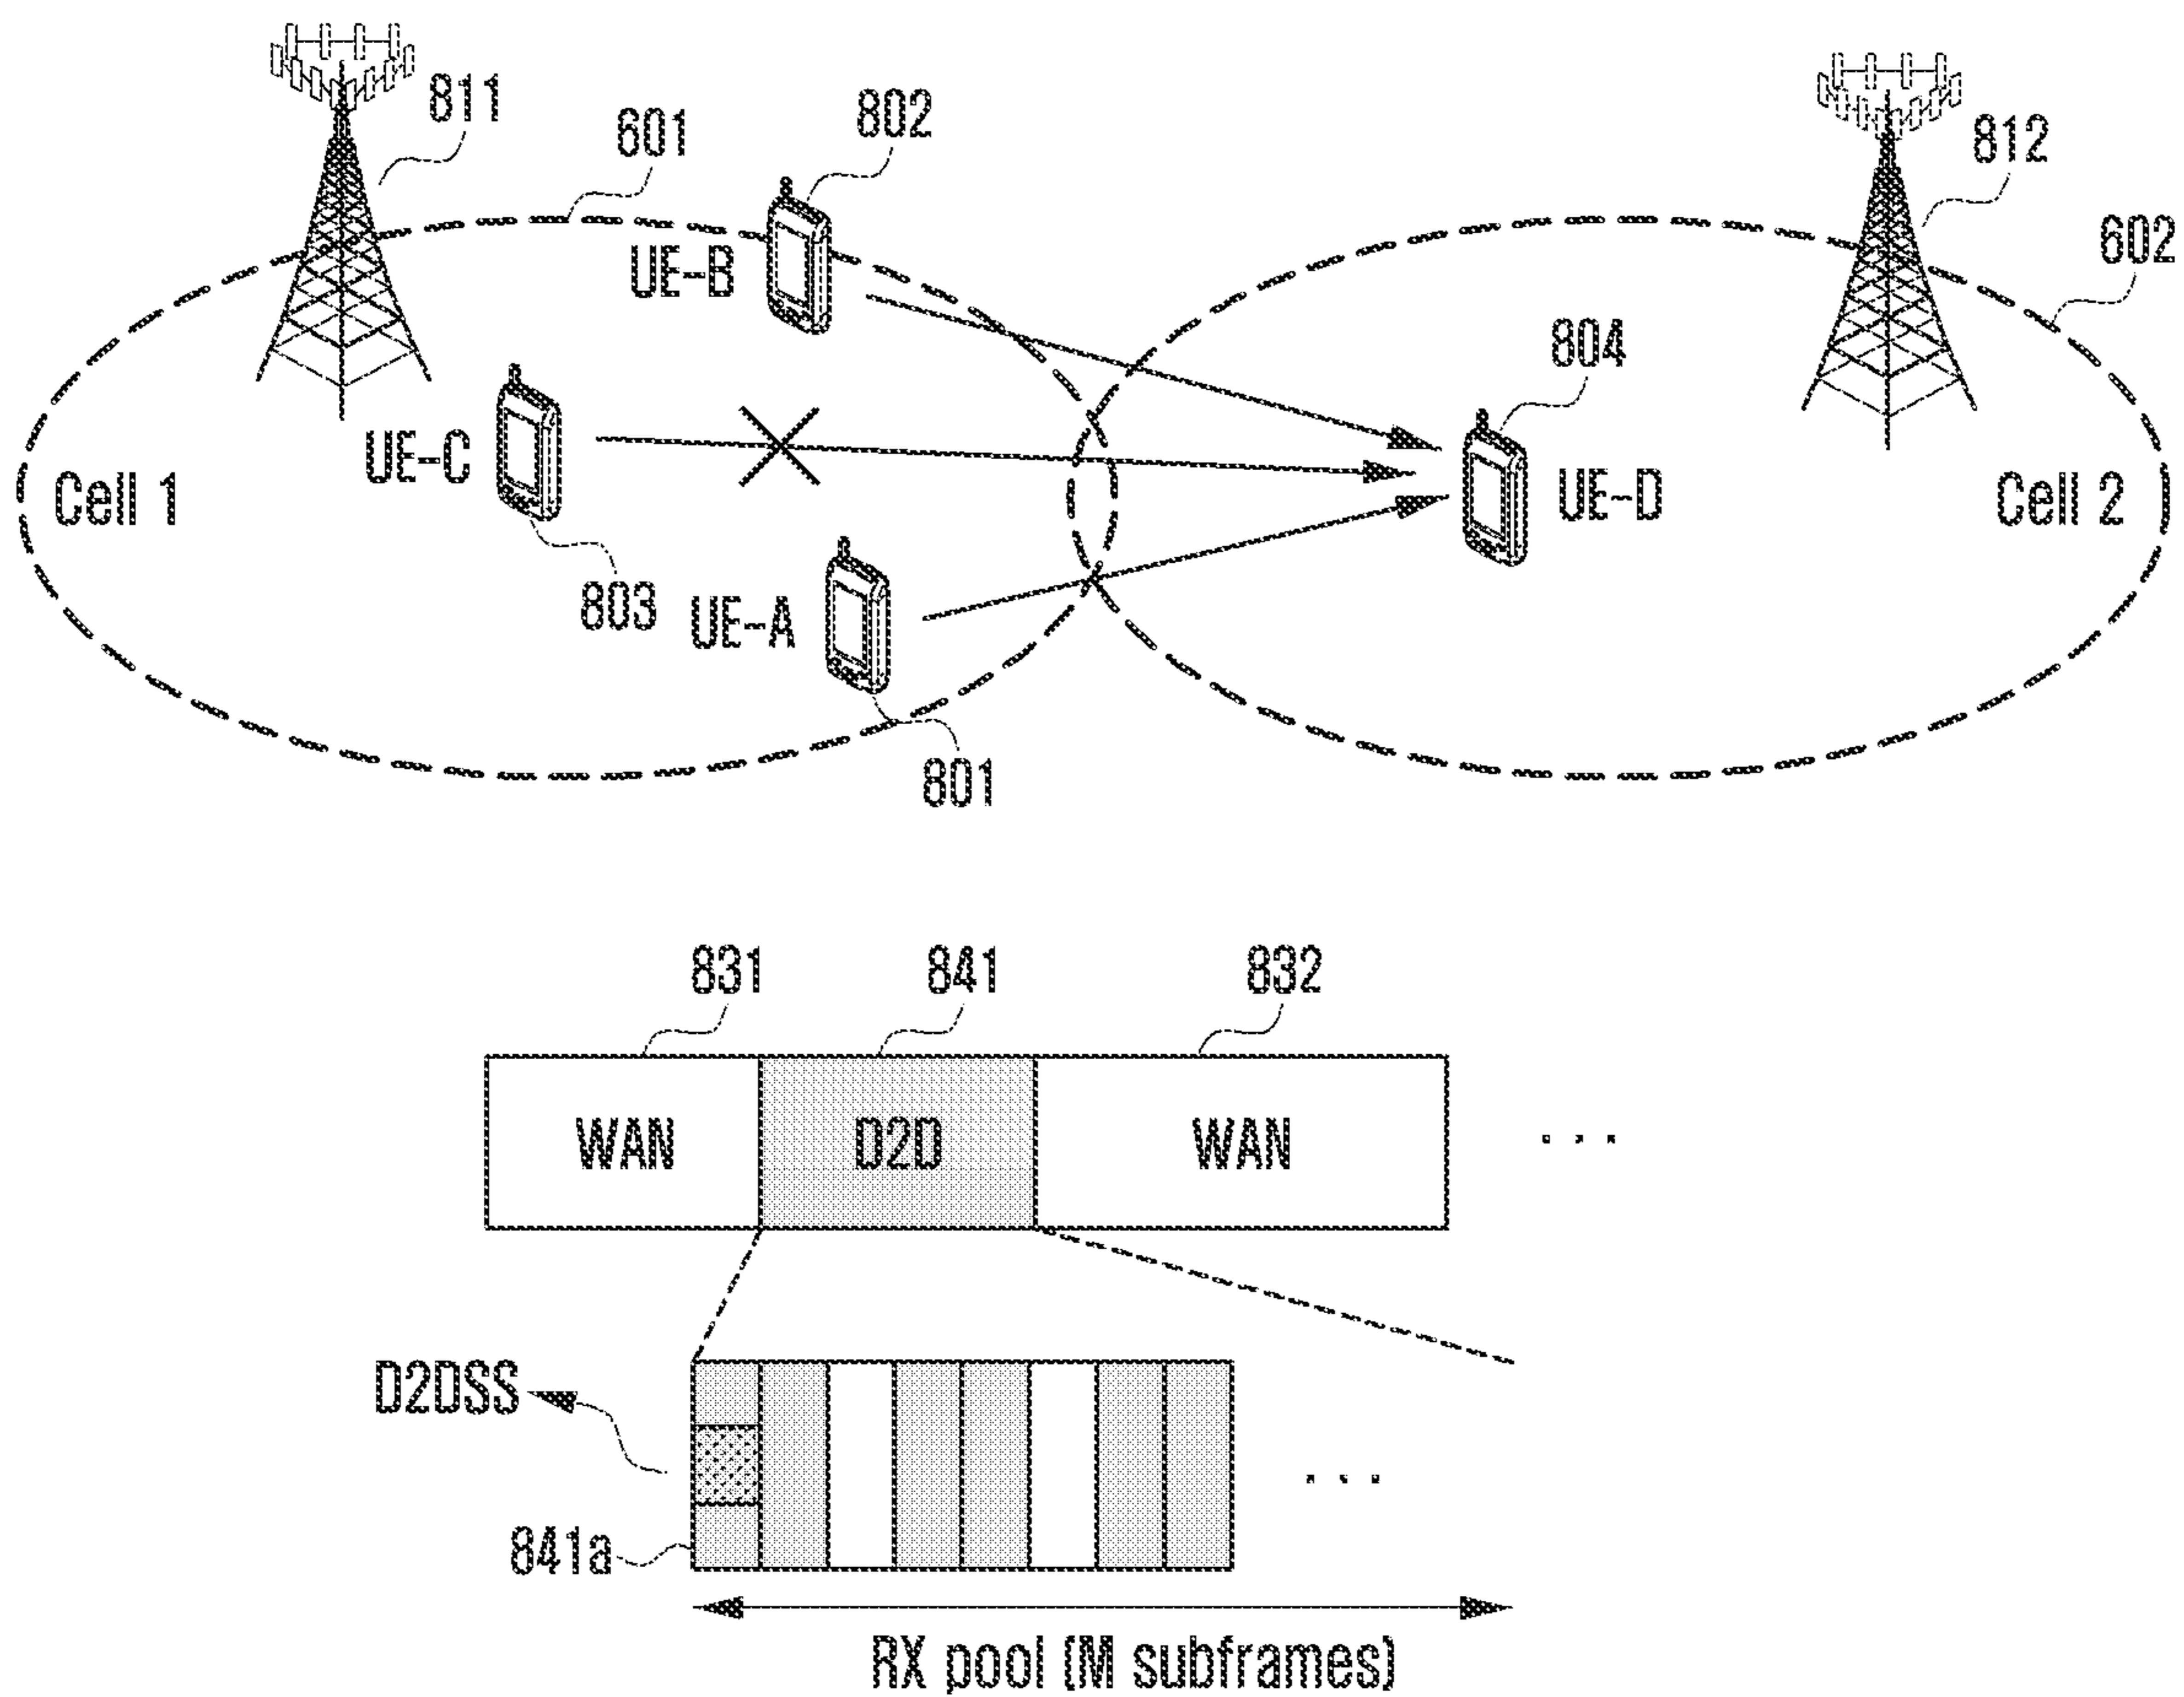 811
601
802
812
602
UE-B
804
UE-C
Cell 1
UE-D
Cell 2
803
UE-A
801
831
841
832
WAN
D2D
WAN
...
D2DSS
...
841a
RX pool (M subframes)